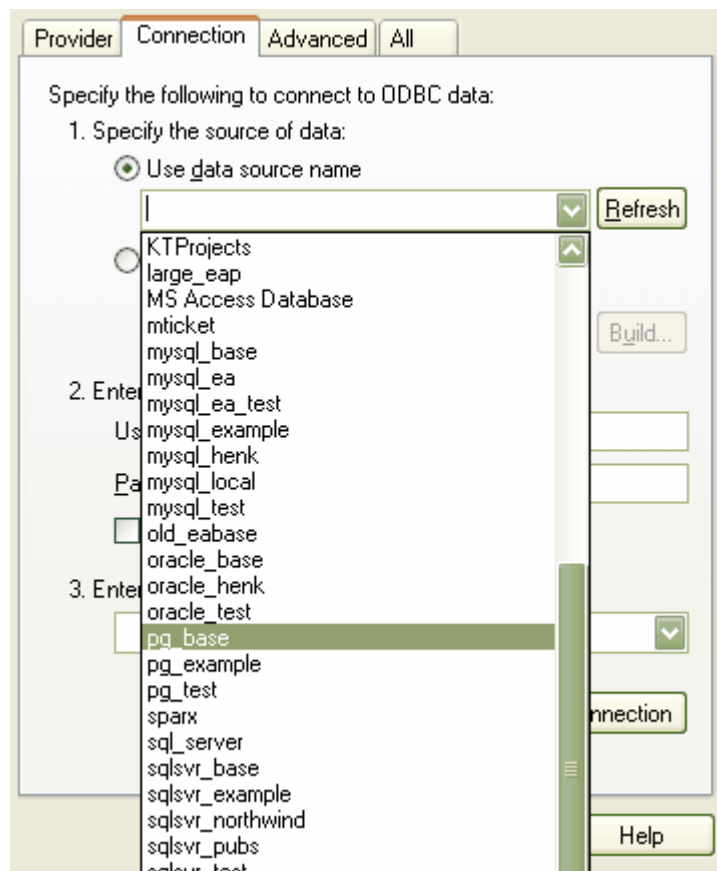 Provider Connection Advanced All
Specify the following to connect to ODBC data:
1. Specify the source of data:
Use data source name
Refresh
KTProjects
large_eap
MS Access Database
mticket
Build...
mysql_base
mysql_ea
2. Enter
mysql_ea_test
Us
mysql_example
mysql_henk
Pa
mysql_local
mysql_test
old_eabase
oracle_base
3. Enter
oracle_henk
oracle_test
pg_base
pg_example
pg_test
sparx
nnection
sql_server
sqlsvr_base
sqlsvr_example
sqlsvr_northwind
Help
sqlsvr_pubs